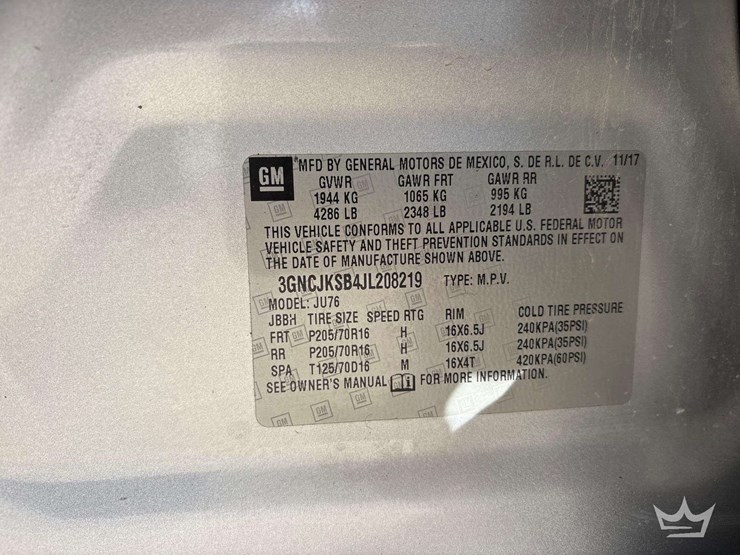 GM
MFD BY GENERAL MOTORS DE MEXICO, S. DE R.L. DE C.V. 11/17
GVWR GAWR FRT GAWR RR
1944 KG 1065 KG 995 KG
4286 LB 2348 LB 2194 LB
THIS VEHICLE CONFORMS TO ALL APPLICABLE U.S. FEDERAL MOTOR
VEHICLE SAFETY AND THEFT PREVENTION STANDARDS IN EFFECT ON
THE DATE OF MANUFACTURE SHOWN ABOVE.
3GNCJKSB4JL208219 TYPE: M.P.V.
MODEL: JU76
JBBH TIRE SIZE SPEED RTG RIM COLD TIRE PRESSURE
FRT P205/70R16 H 16X6.5J 240KPA(35PSI)
RR P205/70R16 H 16X6.5J 240KPA(35PSI)
SPA T125/70D16 M 16X4T 420KPA(60PSI)
SEE OWNER'S MANUAL FOR MORE INFORMATION.